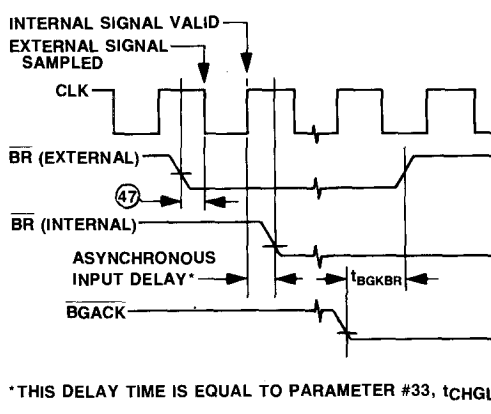 INTERNAL SIGNAL VALID
EXTERNAL SIGNAL
SAMPLED
CLK
BR (EXTERNAL)
47
BR (INTERNAL)
ASYNCHRONOUS
INPUT DELAY*
tBGKBR
BGACK
*THIS DELAY TIME IS EQUAL TO PARAMETER #33, tCHGL